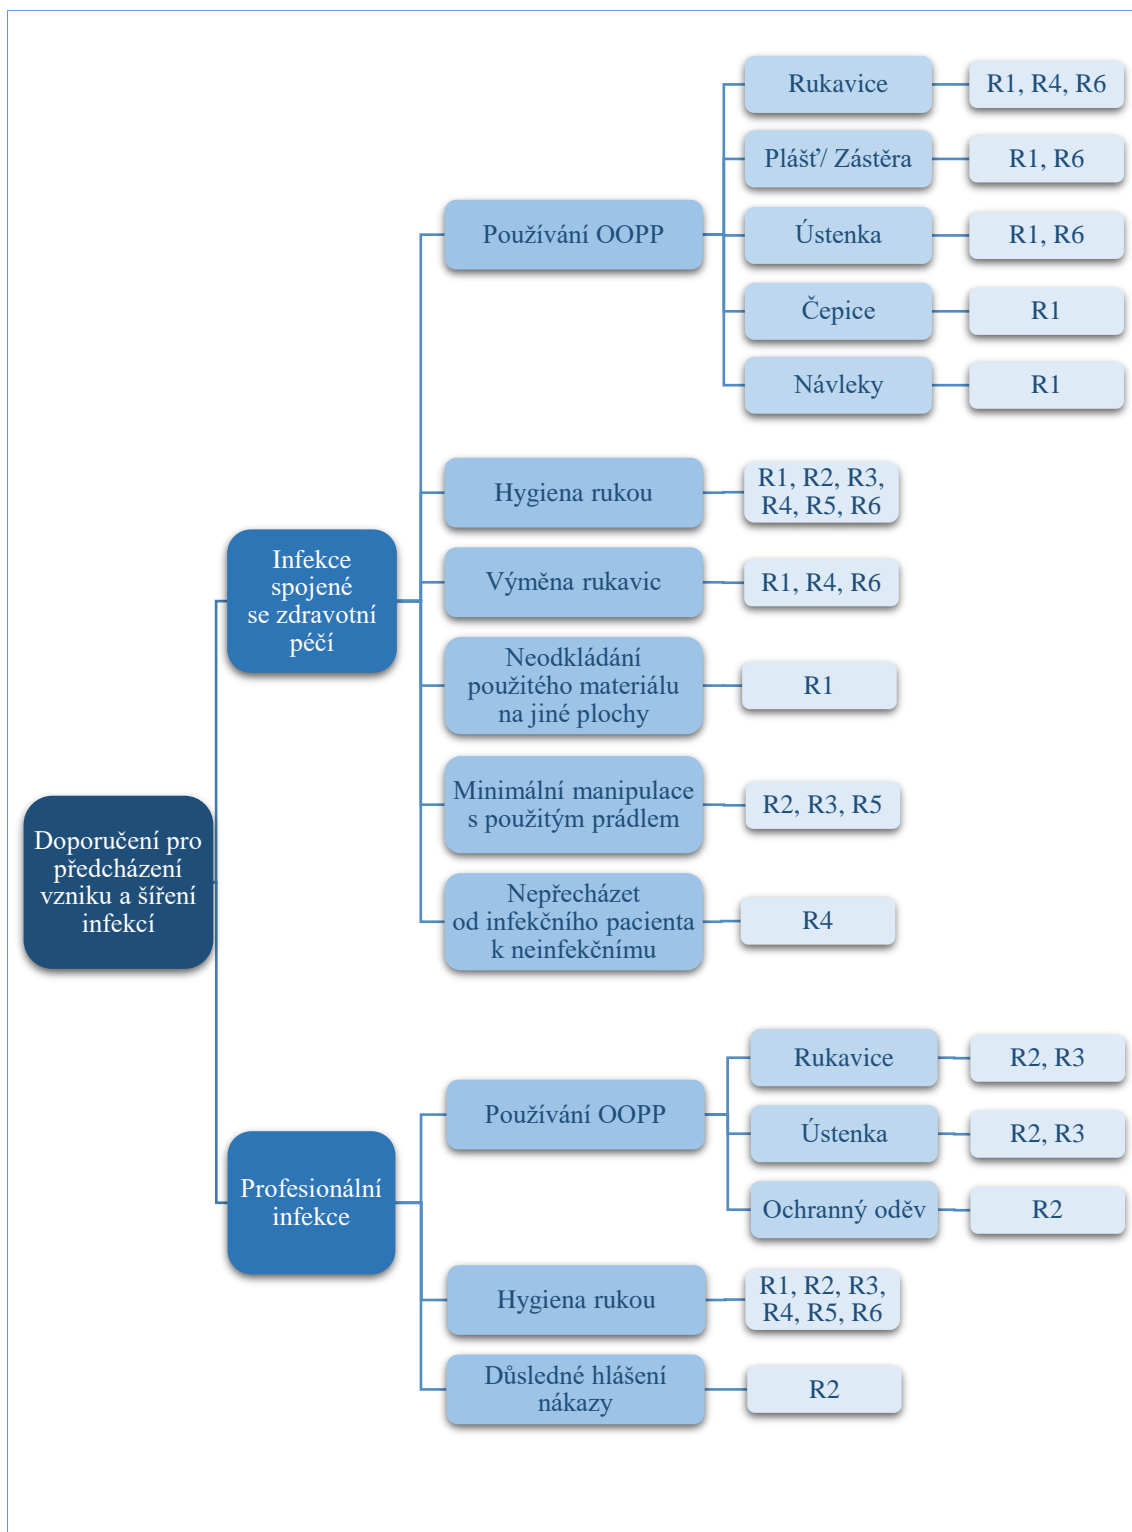 Doporučení pro
předcházení
vzniku a šíření
infekcí
Infekce
spojené
se zdravotní
péčí
Používání OOPP
Rukavice
R1, R4, R6
Plášť/ Zástěra
R1, R6
Ústenka
R1, R6
Čepice
R1
Návleky
R1
Hygiena rukou
R1, R2, R3,
R4, R5, R6
Výměna rukavic
R1, R4, R6
Neodkládání
použitého materiálu
na jiné plochy
R1
Minimální manipulace
s použitým prádlem
R2, R3, R5
Nepřecházet
od infekčního pacienta
k neinfekčnímu
R4
Profesionální
infekce
Používání OOPP
Rukavice
R2, R3
Ústenka
R2, R3
Ochranný oděv
R2
Hygiena rukou
R1, R2, R3,
R4, R5, R6
Důsledné hlášení
nákazy
R2